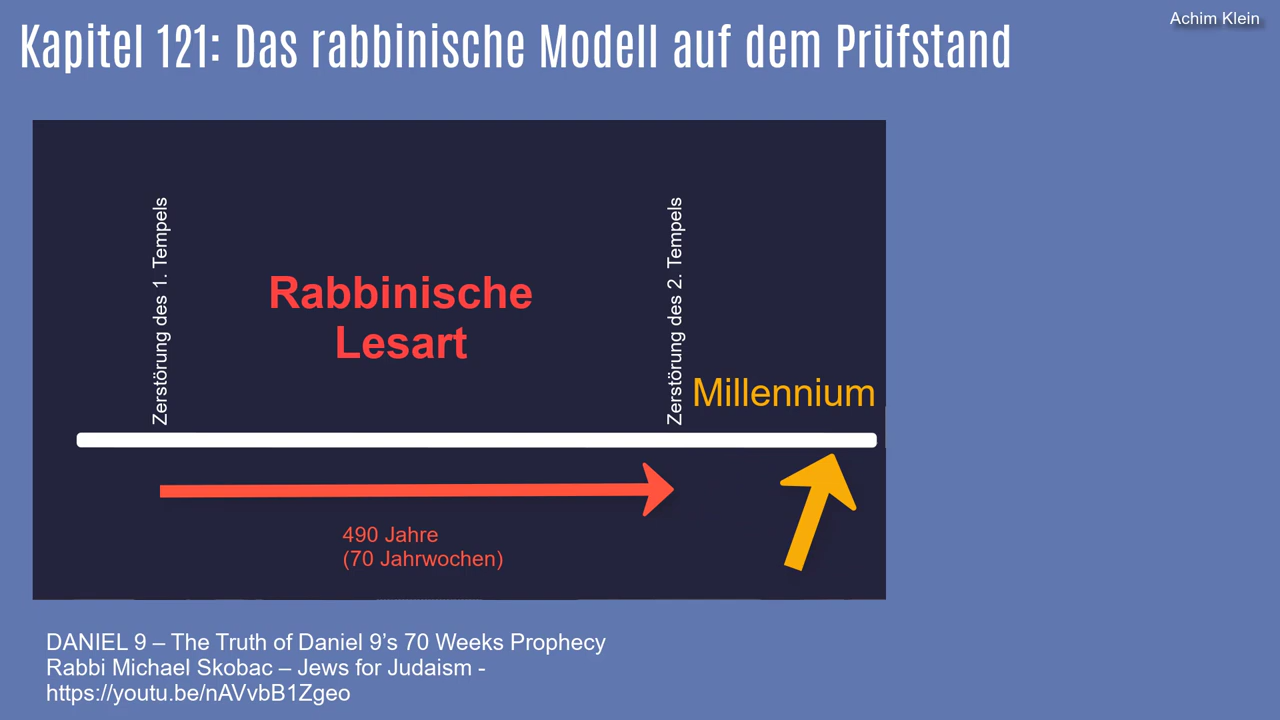 Achim Klein
Kapitel 121: Das rabbinische Modell auf dem Prüfstand
Zerstörung des 1. Tempels
Rabbinische
Lesart
Zerstörung des 2. Tempels
Millennium
490 Jahre
(70 Jahrwochen)
DANIEL 9 – The Truth of Daniel 9’s 70 Weeks Prophecy
Rabbi Michael Skobac – Jews for Judaism -
https://youtu.be/nAVvbB1Zgeo